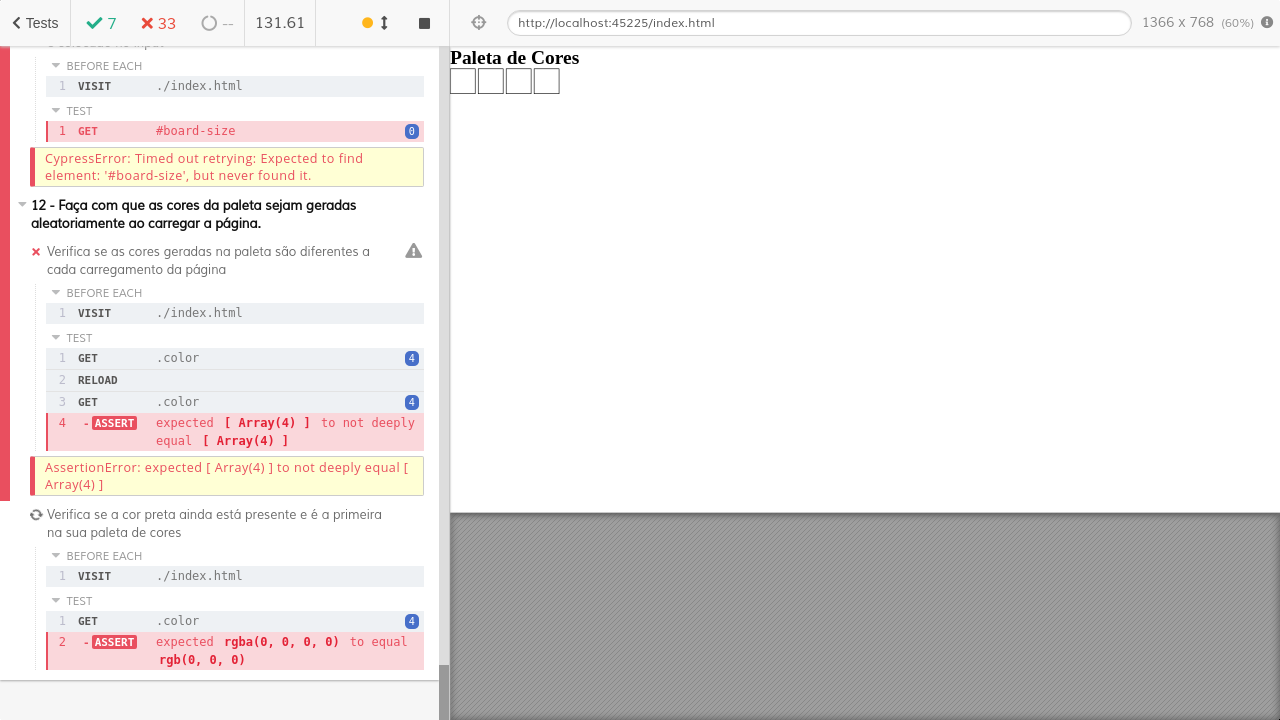 Tests
7
33
--
131.61
http://localhost:45225/index.html
1366 x 768 (60%)
BEFORE EACH
1 VISIT ./index.html
TEST
1 GET #board-size 0
CypressError: Timed out retrying: Expected to find
element: '#board-size', but never found it.
12 - Faça com que as cores da paleta sejam geradas
aleatoriamente ao carregar a página.
Verifica se as cores geradas na paleta são diferentes a
cada carregamento da página
BEFORE EACH
1 VISIT ./index.html
TEST
1 GET .color 4
2 RELOAD
3 GET .color 4
4 -ASSERT expected [ Array(4) ] to not deeply
equal [ Array(4) ]
AssertionError: expected [ Array(4) ] to not deeply equal [
Array(4) ]
Verifica se a cor preta ainda está presente e é a primeira
na sua paleta de cores
BEFORE EACH
1 VISIT ./index.html
TEST
1 GET .color 4
2 -ASSERT expected rgba(0, 0, 0, 0) to equal
rgb(0, 0, 0)
Paleta de Cores